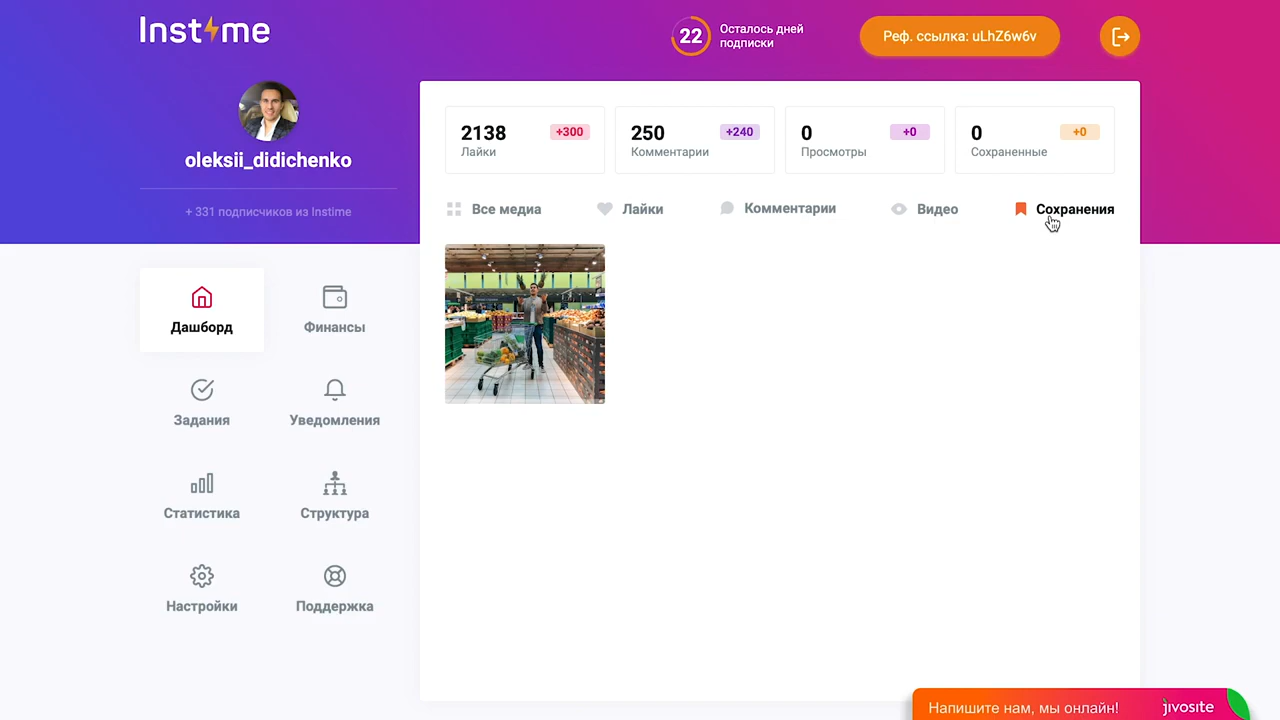 Inst me
22
Осталось дней
подписки
Реф. ссылка: uLhZ6w6v
oleksii_didichenko
+ 331 подписчиков из Instime
2138
+300
Лайки
250
+240
Комментарии
0
+0
Просмотры
0
+0
Сохраненные
Все медиа
Лайки
Комментарии
Видео
Сохранения
Дашборд
Финансы
Задания
Уведомления
Статистика
Структура
Настройки
Поддержка
Напишите нам, мы онлайн!
jivosite